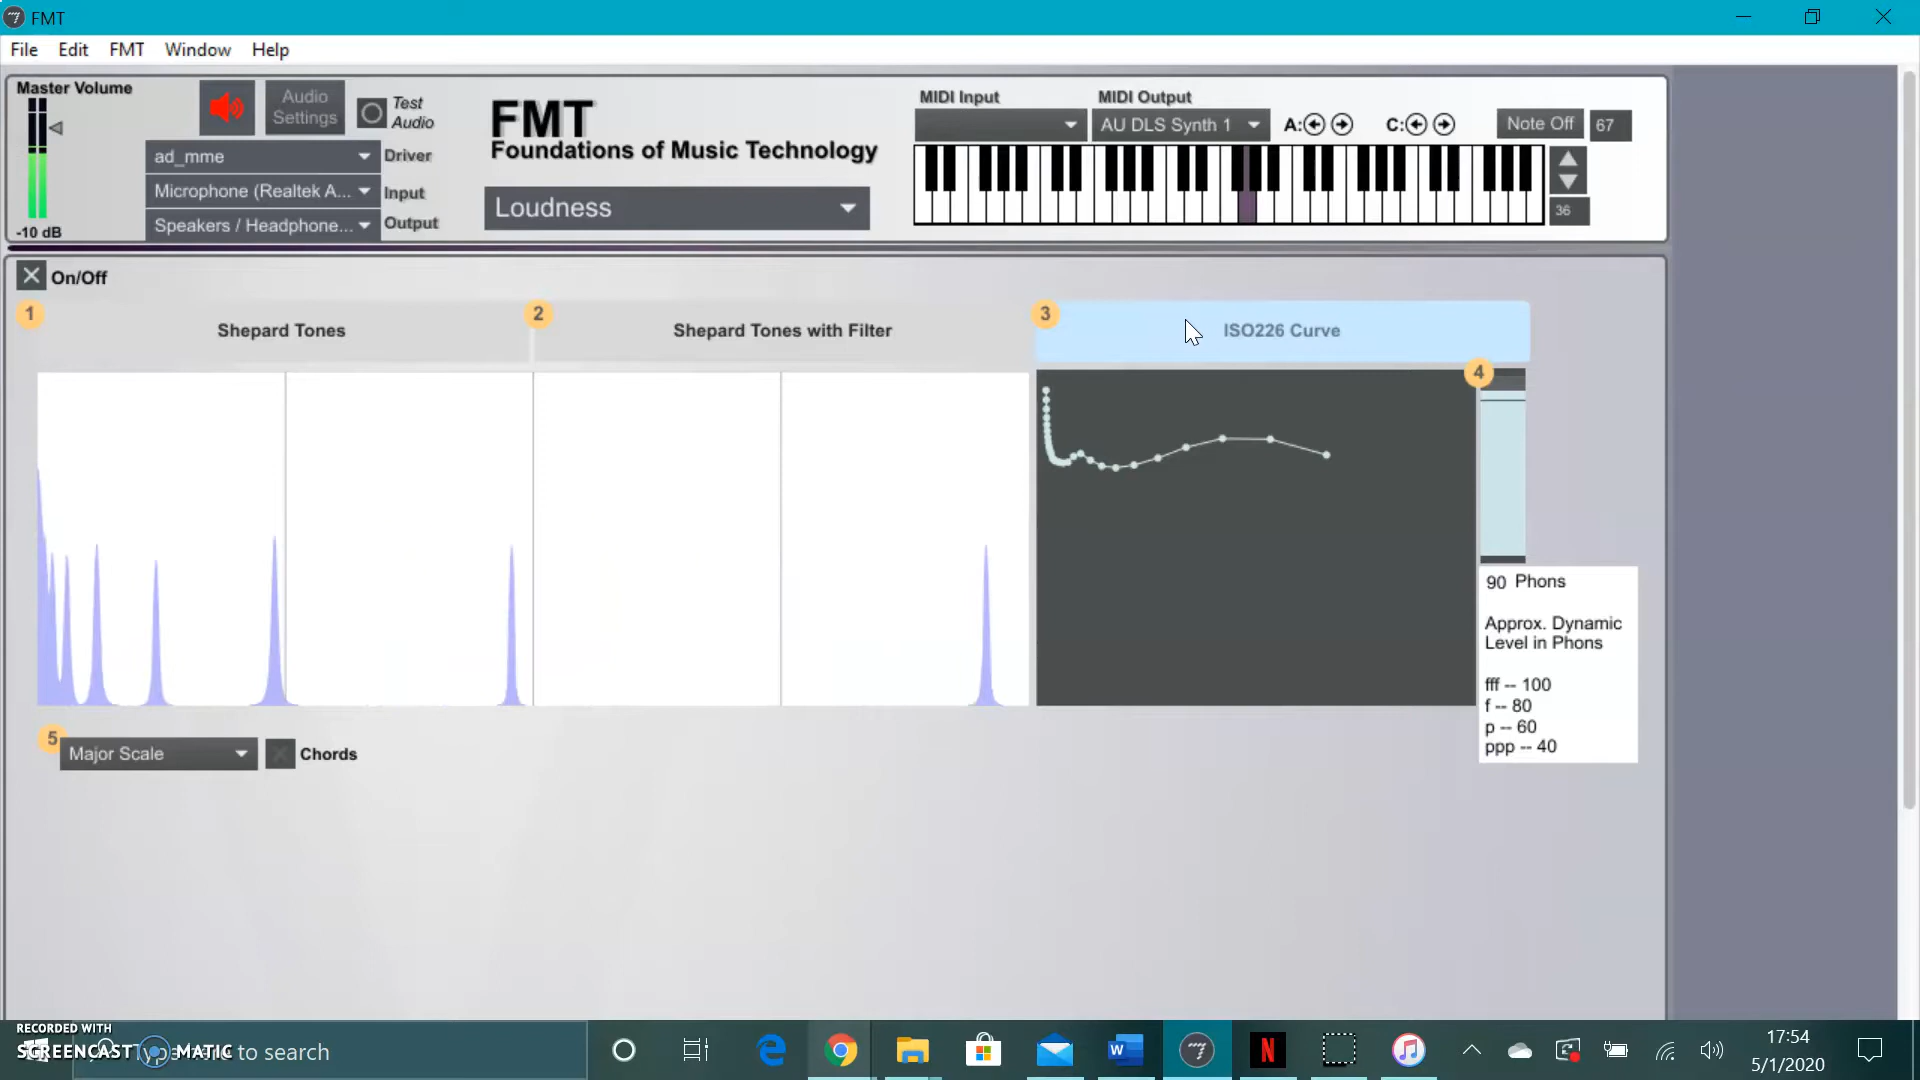 FMT
File Edit FMT Window Help
Master Volume
-10 dB
Audio
Settings
Test
Audio
ad_mme
Driver
Microphone (Realtek A...
Input
Speakers / Headphone...
Output
FMT
Foundations of Music Technology
Loudness
MIDI Input
MIDI Output
AU DLS Synth 1
A:
C:
Note Off
67
36
On/Off
1
Shepard Tones
2
Shepard Tones with Filter
3
ISO226 Curve
4
90 Phons
Approx. Dynamic
Level in Phons
fff -- 100
f -- 80
p -- 60
ppp -- 40
5
Major Scale
Chords
RECORDED WITH
SCREENCAST MATIC
to search
17:54
5/1/2020